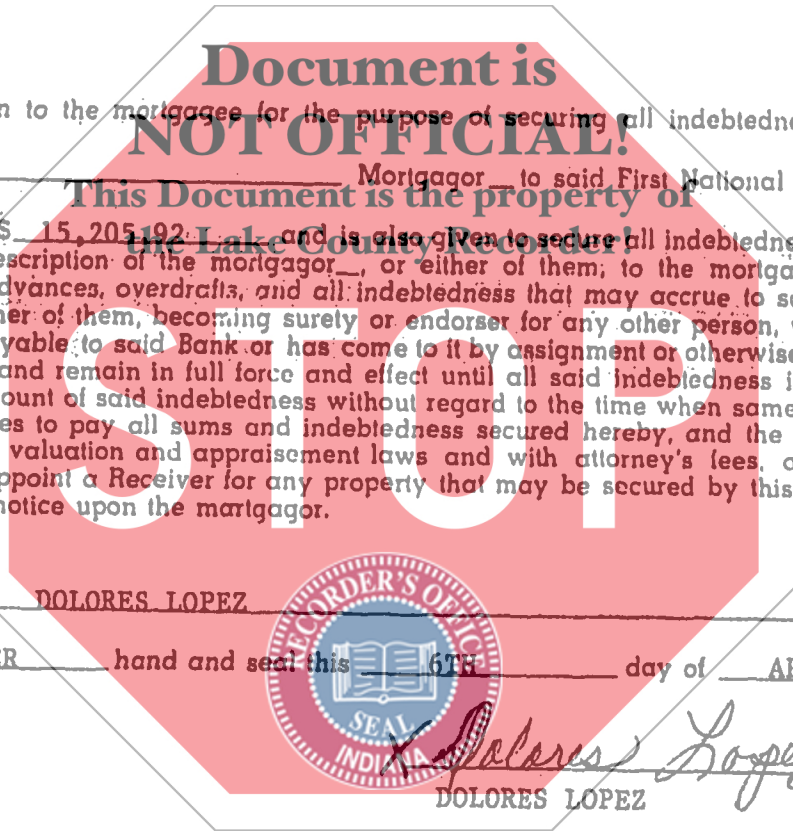 Document is
n to the mortgagee for the purpose of securing all indebtedne
NOT OFFICIAL!
Mortgagor__to said First National
This Document is the property of
$ 15,205.92 and is also given to secure all indebtedne
the Lake County Recorder!
escription of the mortgagor__, or either of them, to the mortga
dvances, overdrafts, and all indebtedness that may accrue to s
her of them, becoming surety or endorser for any other person,
yable to said Bank or has come to it by assignment or otherwise
and remain in full force and effect until all said indebtedness i
ount of said indebtedness without regard to the time when same
es to pay all sums and indebtedness secured hereby, and the
valuation and appraisement laws and with attorney's fees,
ppoint a Receiver for any property that may be secured by this
notice upon the martgagor.
STOP
DOLORES LOPEZ
ER hand and seal this 6TH day of AP
RECORDER'S OFFICE
SEAL
INDIANA
X Dolores Lopez
DOLORES LOPEZ